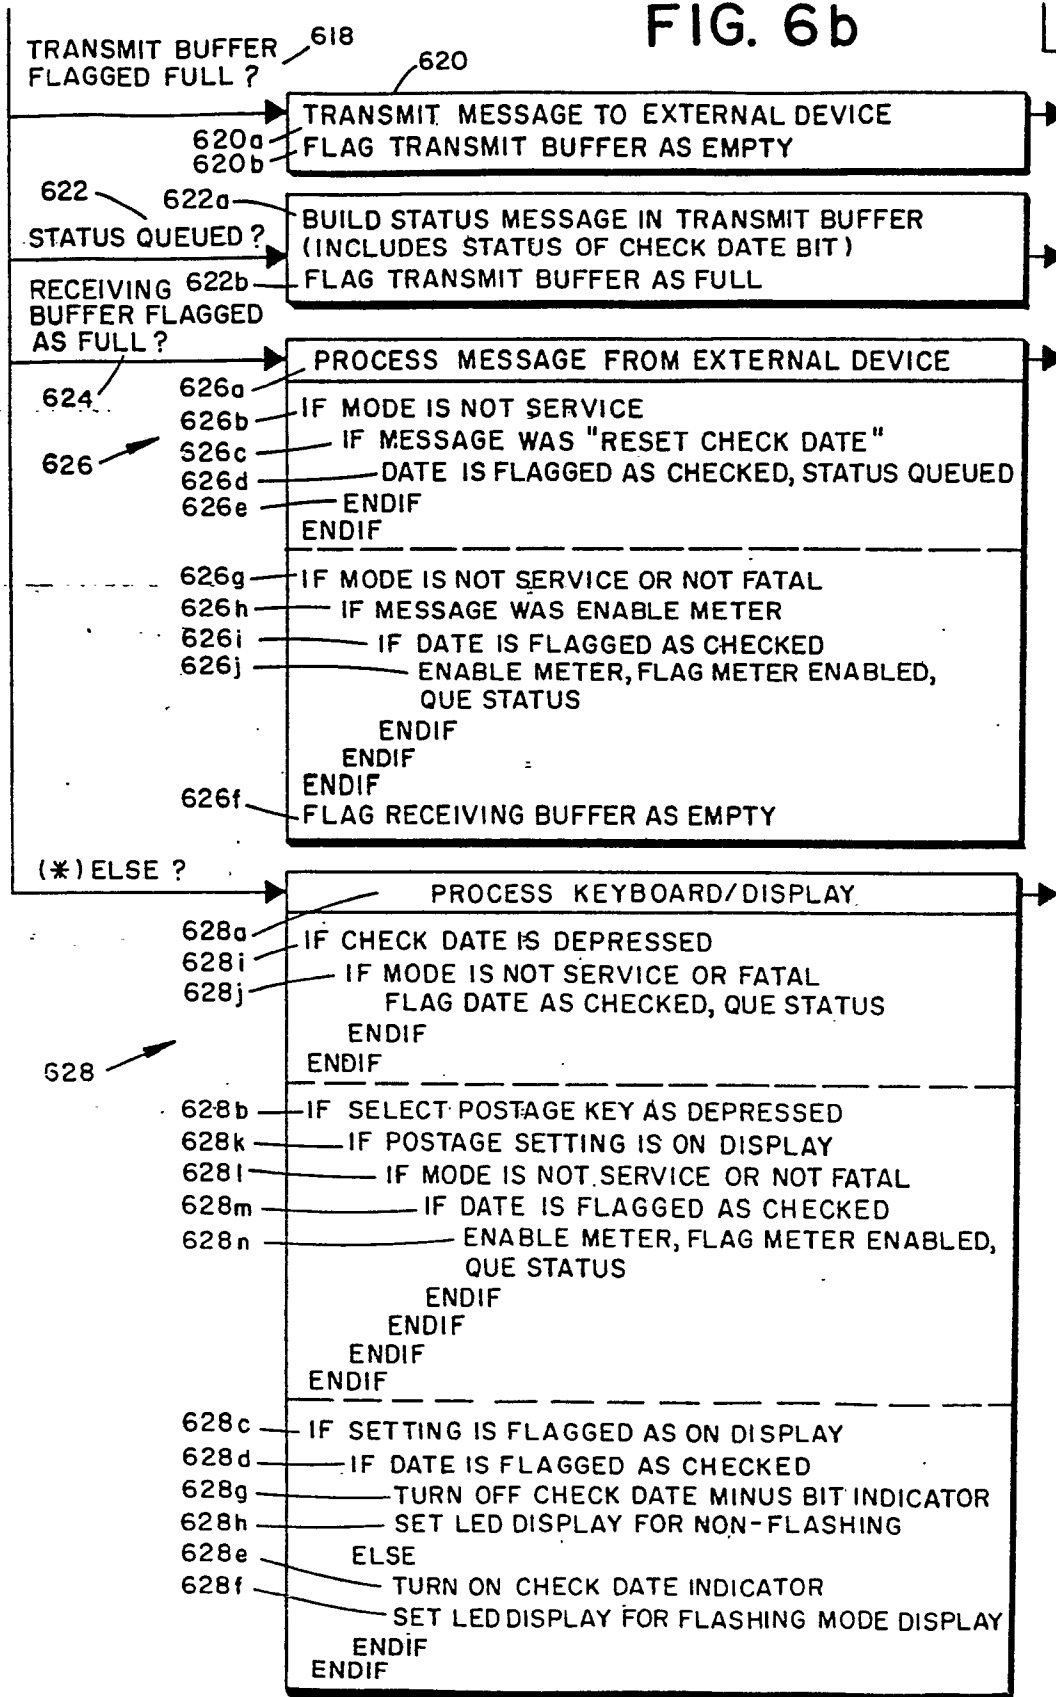 FIG. 6b
TRANSMIT BUFFER
FLAGGED FULL ?
618
620
TRANSMIT MESSAGE TO EXTERNAL DEVICE
620a
FLAG TRANSMIT BUFFER AS EMPTY
620b
622
622a
STATUS QUEUED ?
BUILD STATUS MESSAGE IN TRANSMIT BUFFER
(INCLUDES STATUS OF CHECK DATE BIT)
622b
FLAG TRANSMIT BUFFER AS FULL
RECEIVING
BUFFER FLAGGED
AS FULL ?
624
626
626a
PROCESS MESSAGE FROM EXTERNAL DEVICE
626b
IF MODE IS NOT SERVICE
626c
IF MESSAGE WAS "RESET CHECK DATE"
626d
DATE IS FLAGGED AS CHECKED, STATUS QUEUED
626e
ENDIF
ENDIF
626g
IF MODE IS NOT SERVICE OR NOT FATAL
626h
IF MESSAGE WAS ENABLE METER
626i
IF DATE IS FLAGGED AS CHECKED
626j
ENABLE METER, FLAG METER ENABLED,
QUE STATUS
ENDIF
ENDIF
ENDIF
626f
FLAG RECEIVING BUFFER AS EMPTY
(*) ELSE ?
PROCESS KEYBOARD/DISPLAY
628a
628i
IF CHECK DATE IS DEPRESSED
628j
IF MODE IS NOT SERVICE OR FATAL
FLAG DATE AS CHECKED, QUE STATUS
ENDIF
ENDIF
628
628b
IF SELECT POSTAGE KEY AS DEPRESSED
628k
IF POSTAGE SETTING IS ON DISPLAY
628l
IF MODE IS NOT SERVICE OR NOT FATAL
628m
IF DATE IS FLAGGED AS CHECKED
628n
ENABLE METER, FLAG METER ENABLED,
QUE STATUS
ENDIF
ENDIF
ENDIF
ENDIF
628c
IF SETTING IS FLAGGED AS ON DISPLAY
628d
IF DATE IS FLAGGED AS CHECKED
628g
TURN OFF CHECK DATE MINUS BIT INDICATOR
628h
SET LED DISPLAY FOR NON-FLASHING
ELSE
628e
TURN ON CHECK DATE INDICATOR
628f
SET LED DISPLAY FOR FLASHING MODE DISPLAY
ENDIF
ENDIF